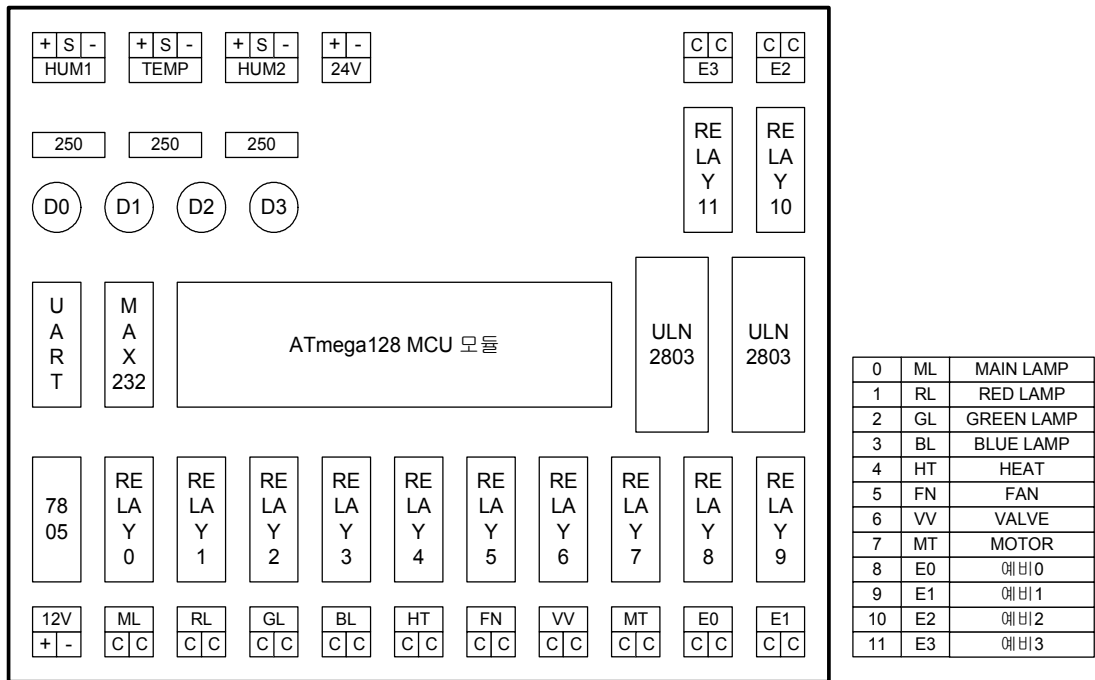 + S - + S - + S - + - C C C C
HUM1 TEMP HUM2 24V E3 E2
250 250 250
RE
LA
Y
11
RE
LA
Y
10
D0 D1 D2 D3
U
A
R
T
M
A
X
232
ATmega128 MCU 모듈
ULN
2803
ULN
2803
78
05
RE
LA
Y
0
RE
LA
Y
1
RE
LA
Y
2
RE
LA
Y
3
RE
LA
Y
4
RE
LA
Y
5
RE
LA
Y
6
RE
LA
Y
7
RE
LA
Y
8
RE
LA
Y
9
12V ML RL GL BL HT FN VV MT E0 E1
+ - C C C C C C C C C C C C C C C C C C C C
0 ML MAIN LAMP
1 RL RED LAMP
2 GL GREEN LAMP
3 BL BLUE LAMP
4 HT HEAT
5 FN FAN
6 VV VALVE
7 MT MOTOR
8 E0 예비0
9 E1 예비1
10 E2 예비2
11 E3 예비3